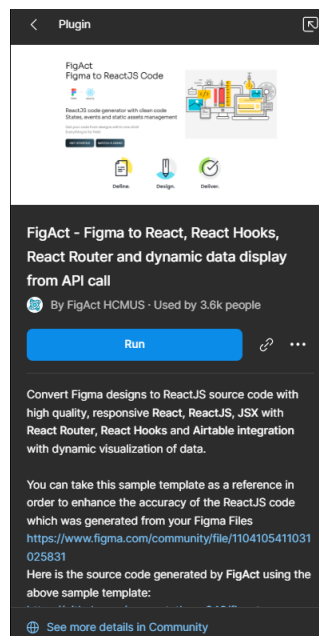 Plugin
FigAct
Figma to ReactJS Code
ReactJS code generator with clean code
States, events and static assets management
GET STARTED
Define.
Design.
Deliver.
FigAct - Figma to React, React Hooks,
React Router and dynamic data display
from API call
By FigAct HCMUS · Used by 3.6k people
Run
Convert Figma designs to ReactJS source code with
high quality, responsive React, ReactJS, JSX with
React Router, React Hooks and Airtable integration
with dynamic visualization of data.
You can take this sample template as a reference in
order to enhance the accuracy of the ReactJS code
which was generated from your Figma Files
https://www.figma.com/community/file/1104105411031
025831
Here is the source code generated by FigAct using the
above sample template:
See more details in Community